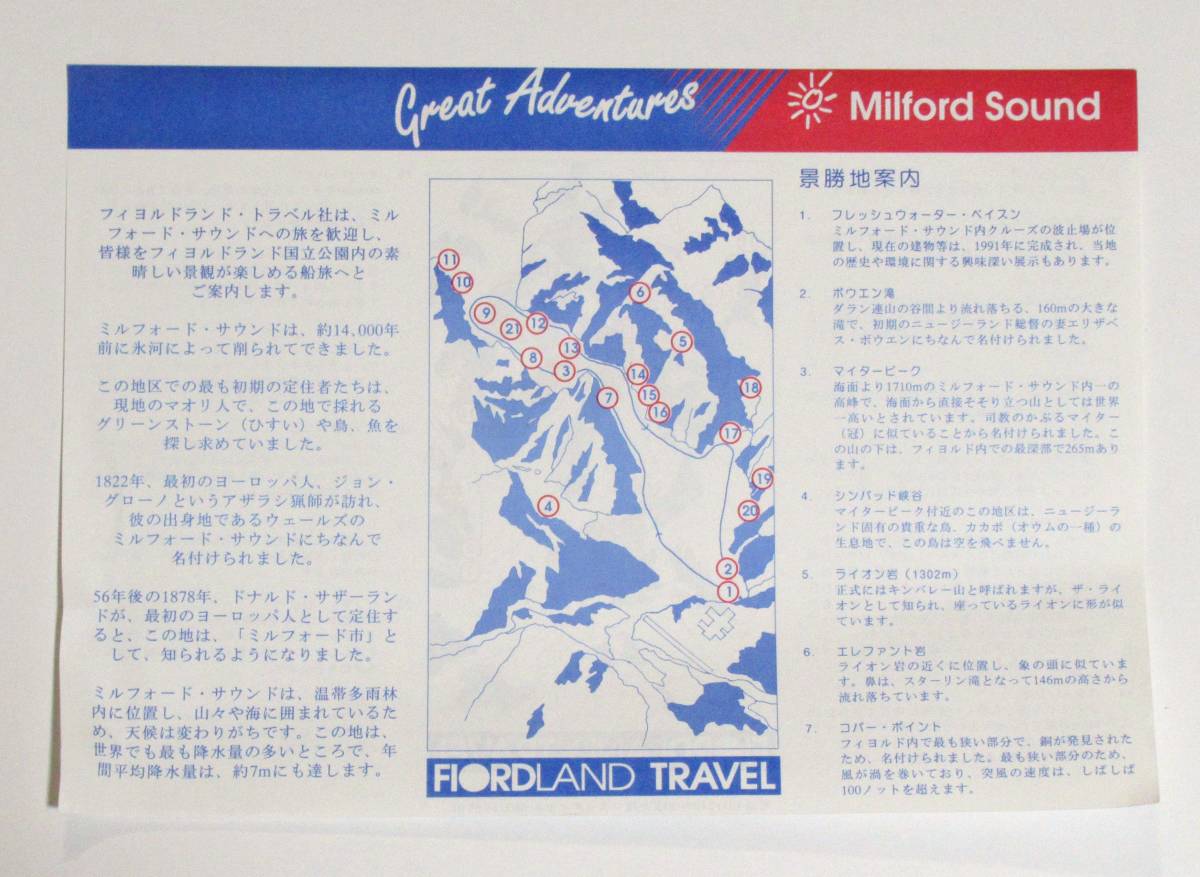 Great Adventures
Milford Sound
フィヨルドランド・トラベル社は、ミル
フォード・サウンドへの旅を歓迎し、
皆様をフィヨルドランド国立公園内の素
晴しい景観が楽しめる船旅へと
ご案内します。
ミルフォード・サウンドは、約14,000年
前に氷河によって削られてできました。
この地区での最も初期の定住者たちは、
現地のマオリ人で、この地で採れる
グリーンストーン（ひすい）や鳥、魚を
探し求めていました。
1822年、最初のヨーロッパ人、ジョン・
グローノというアザラシ猟師が訪れ、
彼の出身地であるウェールズの
ミルフォード・サウンドにちなんで
名付けられました。
56年後の1878年、ドナルド・サザーラン
ドが、最初のヨーロッパ人として定住す
ると、この地は、「ミルフォード市」と
して、知られるようになりました。
ミルフォード・サウンドは、温帯多雨林
内に位置し、山々や海に囲まれているた
め、天候は変わりがちです。この地は、
世界でも最も降水量の多いところで、年
間平均降水量は、約7mにも達します。
11
10
9
21
12
8
13
3
6
5
14
15
16
7
18
17
19
20
4
2
1
FIORDLAND TRAVEL
景勝地案内
1. フレッシュウォーター・ベイスン
ミルフォード・サウンド内クルーズの波止場が位
置し、現在の建物等は、1991年に完成され、当地
の歴史や環境に関する興味深い展示もあります。
2. ボウエン滝
ダラン連山の谷間より流れ落ちる、160mの大きな
滝で、初期のニュージーランド総督の妻エリザベ
ス・ボウエンにちなんで名付けられました。
3. マイターピーク
海面より1710mのミルフォード・サウンド内一の
高峰で、海面から直接そそり立つ山としては世界
一高いとされています。司教のかぶるマイター
（冠）に似ていることから名付けられました。こ
の山の下は、フィヨルド内での最深部で265mあり
ます。
4. シンバッド峡谷
マイターピーク付近のこの地区は、ニュージーラ
ンド固有の貴重な鳥、カカポ（オウムの一種）の
生息地で、この鳥は空を飛べません。
5. ライオン岩（1302m）
正式にはキンバレー山と呼ばれますが、ザ・ライ
オンとして知られ、座っているライオンに形が似
ています。
6. エレファント岩
ライオン岩の近くに位置し、象の頭に似ていま
す。鼻は、スターリン滝となって146mの高さから
流れ落ちています。
7. コパー・ポイント
フィヨルド内で最も狭い部分で、銅が発見された
ため、名付けられました。最も狭い部分のため、
風が渦を巻いており、突風の速度は、しばしば
100ノットを超えます。